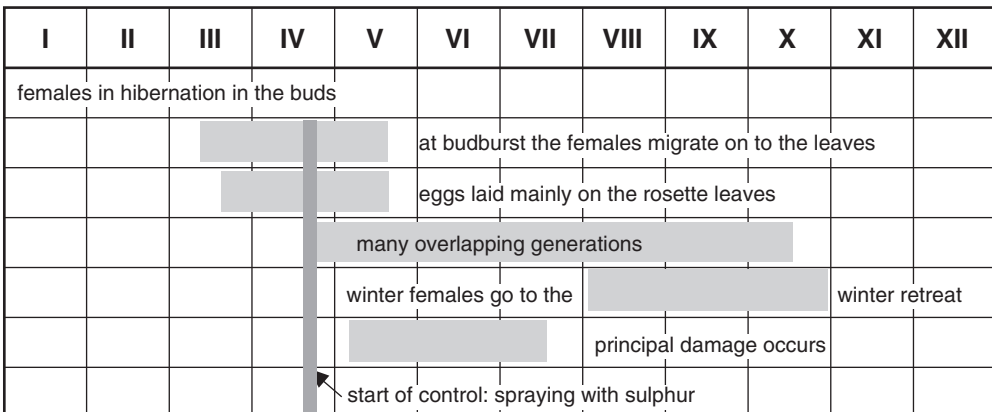 I II III IV V VI VII VIII IX X XI XII
females in hibernation in the buds
at budburst the females migrate on to the leaves
eggs laid mainly on the rosette leaves
many overlapping generations
winter females go to the winter retreat
principal damage occurs
start of control: spraying with sulphur